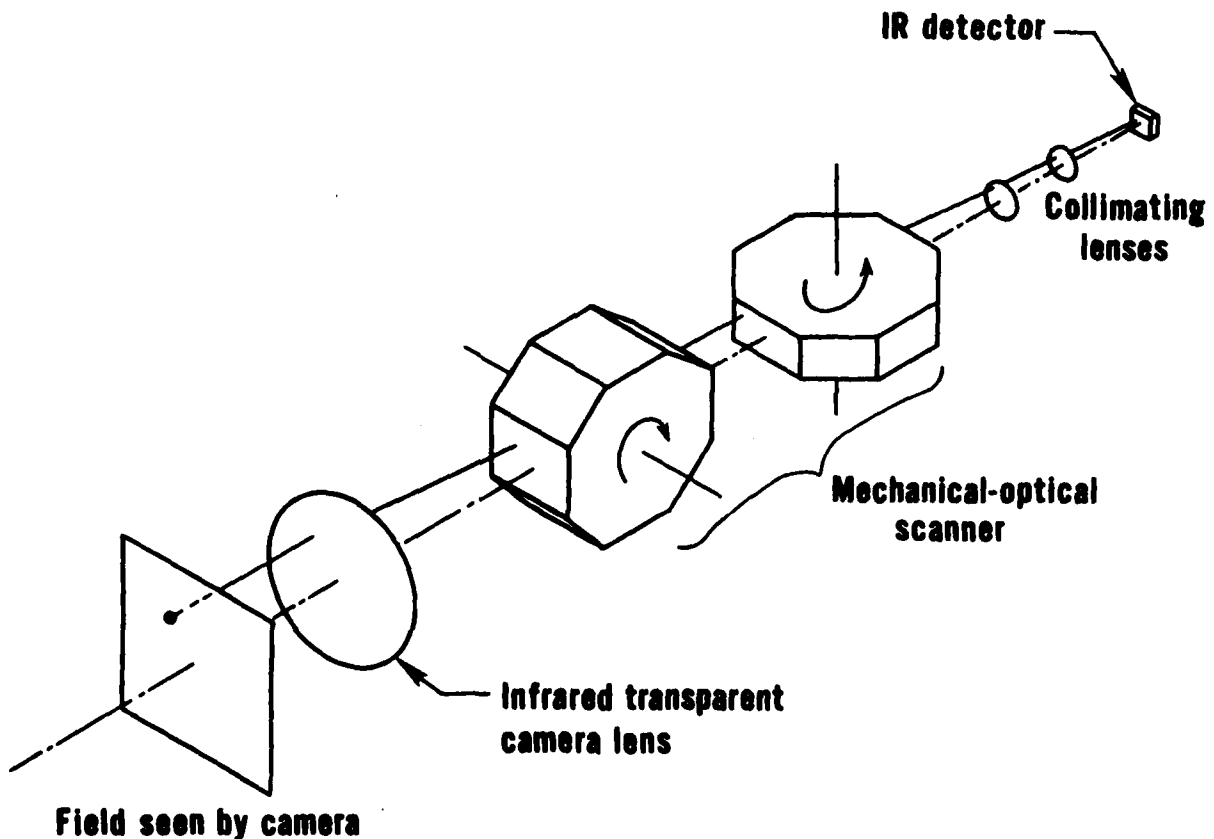 IR detector
Collimating
lenses
Mechanical-optical
scanner
Infrared transparent
camera lens
Field seen by camera